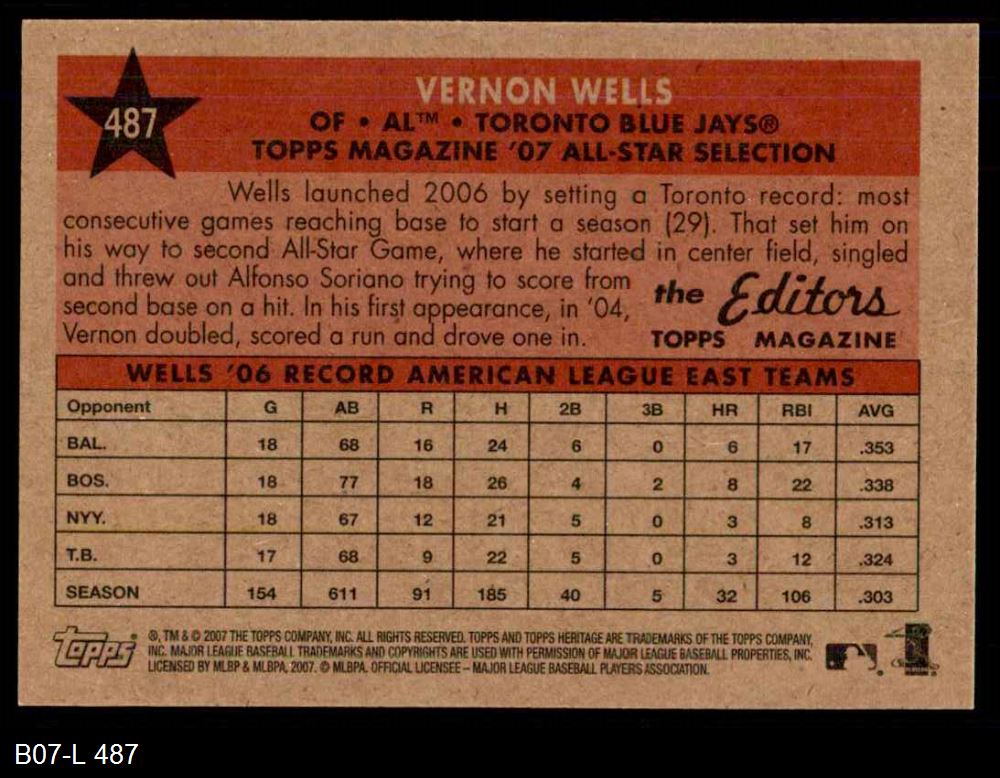 487
VERNON WELLS
OF • AL™ • TORONTO BLUE JAYS®
TOPPS MAGAZINE '07 ALL-STAR SELECTION
Wells launched 2006 by setting a Toronto record: most
consecutive games reaching base to start a season (29). That set him on
his way to second All-Star Game, where he started in center field, singled
and threw out Alfonso Soriano trying to score from
second base on a hit. In his first appearance, in '04,
Vernon doubled, scored a run and drove one in.
the Editors
TOPPS MAGAZINE
WELLS '06 RECORD AMERICAN LEAGUE EAST TEAMS
Opponent G AB R H 2B 3B HR RBI AVG
BAL. 18 68 16 24 6 0 6 17 .353
BOS. 18 77 18 26 4 2 8 22 .338
NYY. 18 67 12 21 5 0 3 8 .313
T.B. 17 68 9 22 5 0 3 12 .324
SEASON 154 611 91 185 40 5 32 106 .303
Topps
®, TM & © 2007 THE TOPPS COMPANY, INC. ALL RIGHTS RESERVED. TOPPS AND TOPPS HERITAGE ARE TRADEMARKS OF THE TOPPS COMPANY,
INC. MAJOR LEAGUE BASEBALL TRADEMARKS AND COPYRIGHTS ARE USED WITH PERMISSION OF MAJOR LEAGUE BASEBALL PROPERTIES, INC.
LICENSED BY MLBP & MLBPA, 2007. © MLBPA. OFFICIAL LICENSEE – MAJOR LEAGUE BASEBALL PLAYERS ASSOCIATION.
B07-L 487